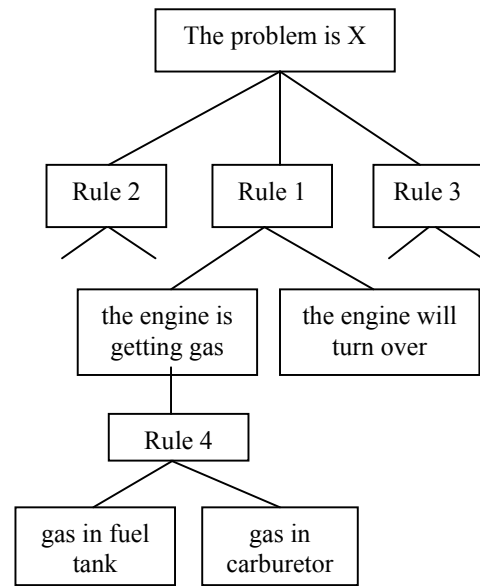 The problem is X
Rule 2
Rule 1
Rule 3
the engine is
getting gas
the engine will
turn over
Rule 4
gas in fuel
tank
gas in
carburetor